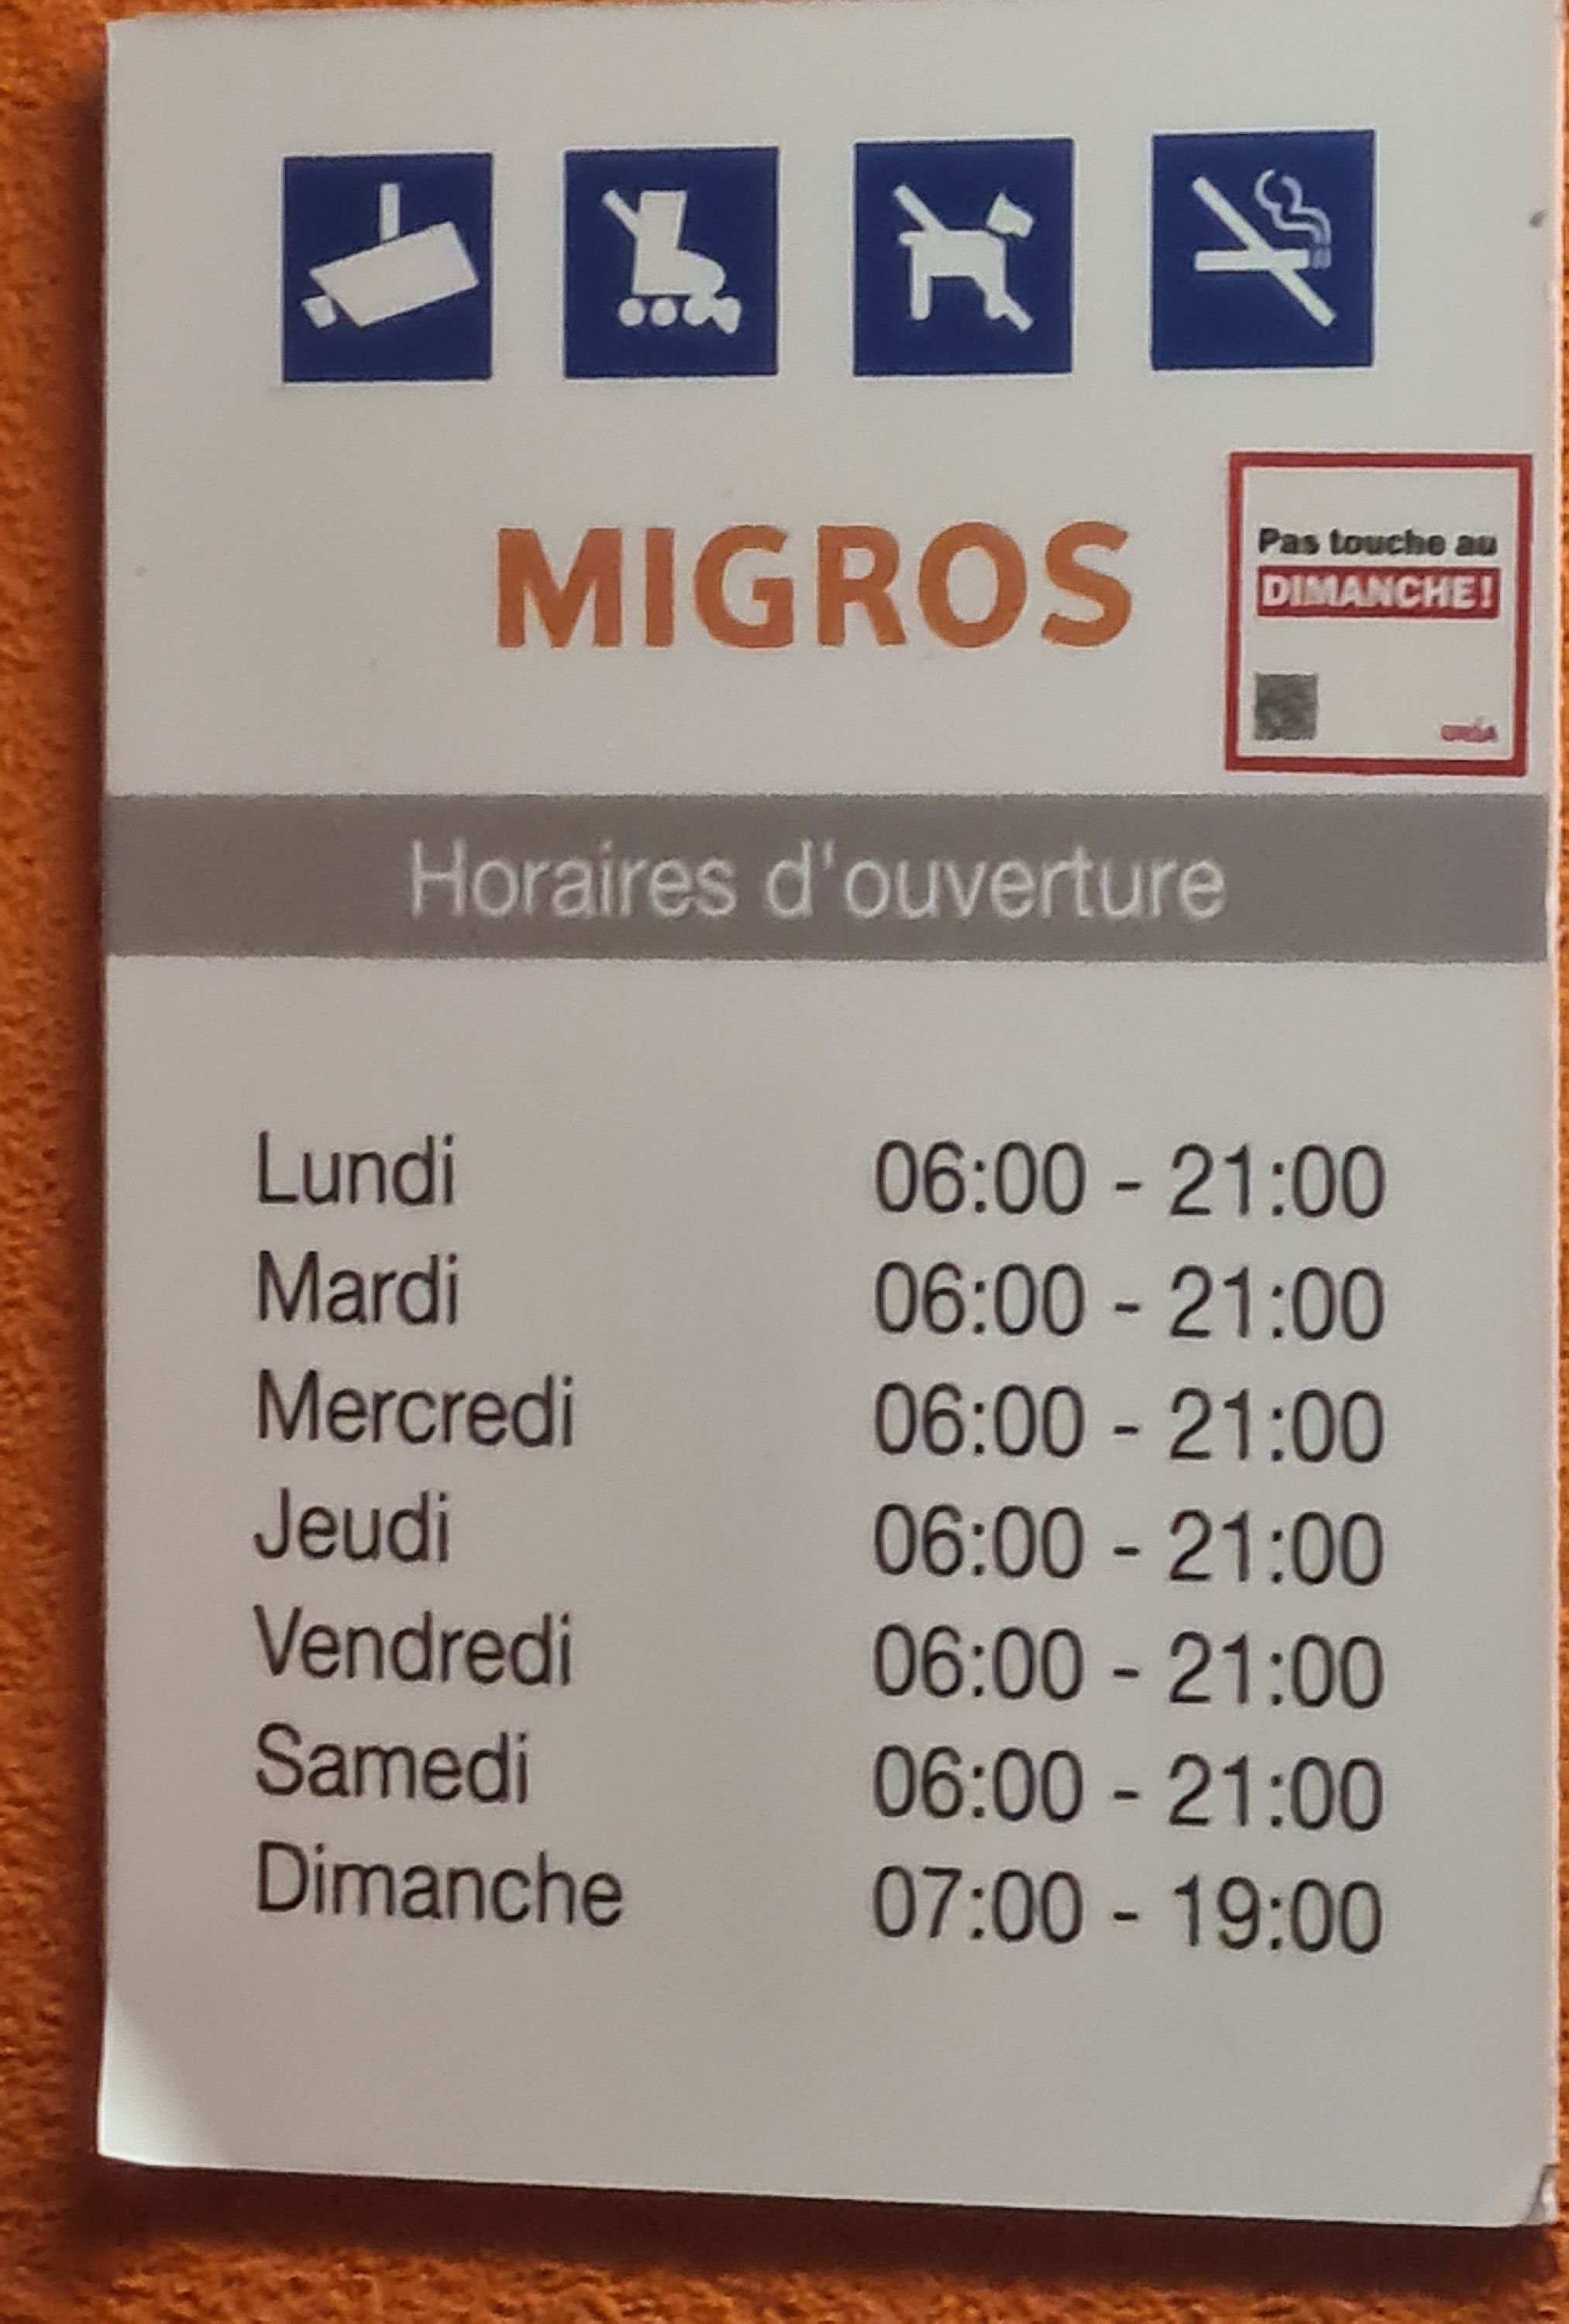 MIGROS
Pas touche au
DIMANCHE!
Horaires d'ouverture
Lundi 06:00 - 21:00
Mardi 06:00 - 21:00
Mercredi 06:00 - 21:00
Jeudi 06:00 - 21:00
Vendredi 06:00 - 21:00
Samedi 06:00 - 21:00
Dimanche 07:00 - 19:00